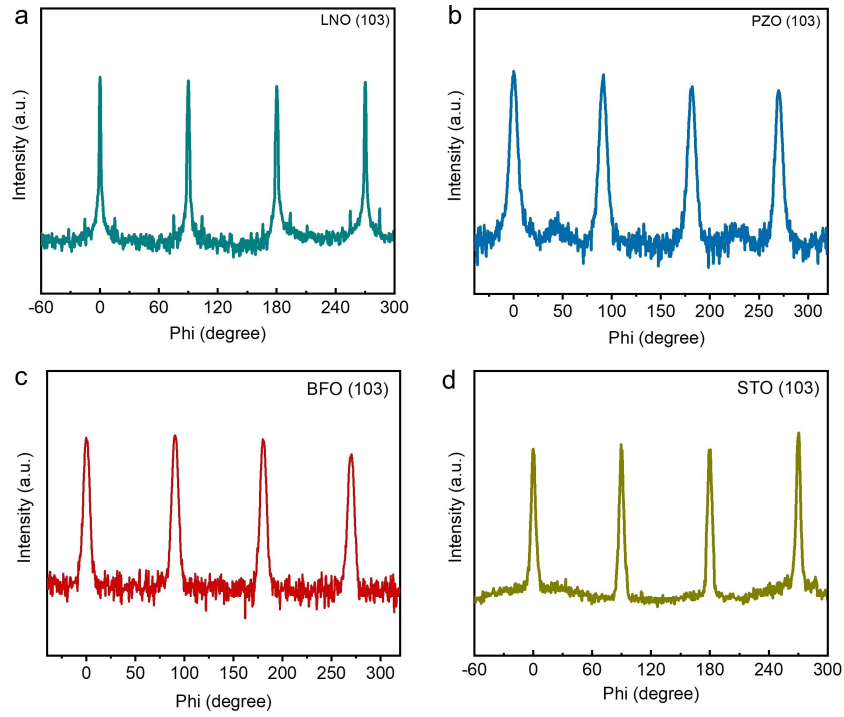 a
LNO (103)
Intensity (a.u.)
-60 0 60 120 180 240 300
Phi (degree)
b
PZO (103)
Intensity (a.u.)
0 50 100 150 200 250 300
Phi (degree)
c
BFO (103)
Intensity (a.u.)
0 50 100 150 200 250 300
Phi (degree)
d
STO (103)
Intensity (a.u.)
-60 0 60 120 180 240 300
Phi (degree)